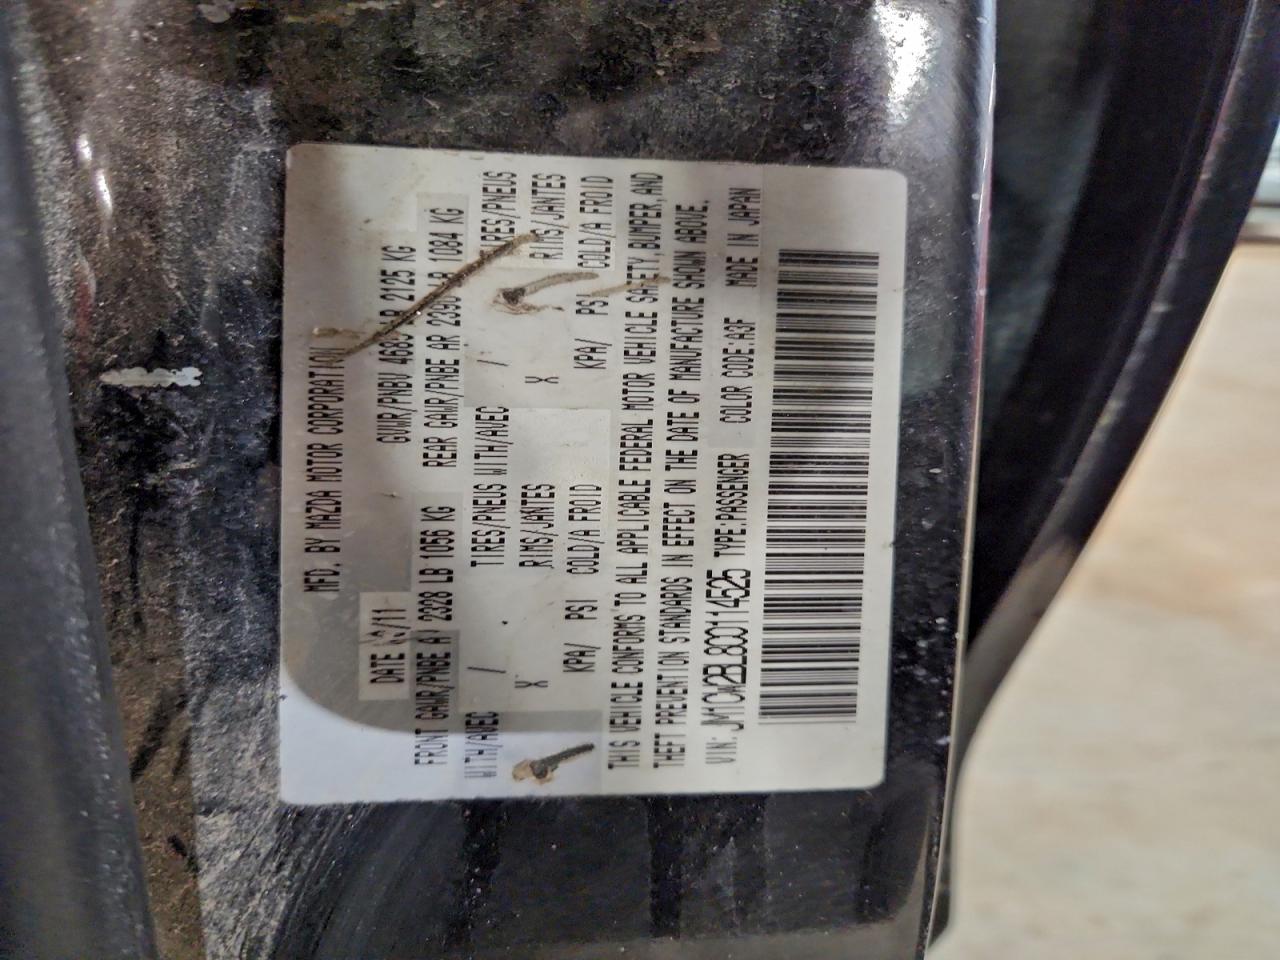 MFD. BY MAZDA MOTOR CORPORATION
DATE /11 GVWR/PNBV LB 2125 KG
FRONT GAWR/PNBE 2328 LB 1056 KG REAR GAWR/PNBE AR LB 1084 KG
WITH/AVEC / TIRES/PNEUS WITH/AVEC / TIRES/PNEUS
X RIMS/JANTES X RIMS/JANTES
KPA/ PSI COLD/A FROID KPA/ PSI COLD/A FROID
THIS VEHICLE CONFORMS TO ALL APPLICABLE FEDERAL MOTOR VEHICLE SAFETY, BUMPER, AND
THEFT PREVENTION STANDARDS IN EFFECT ON THE DATE OF MANUFACTURE SHOWN ABOVE.
VIN: TYPE:PASSENGER COLOR CODE:A3F MADE IN JAPAN